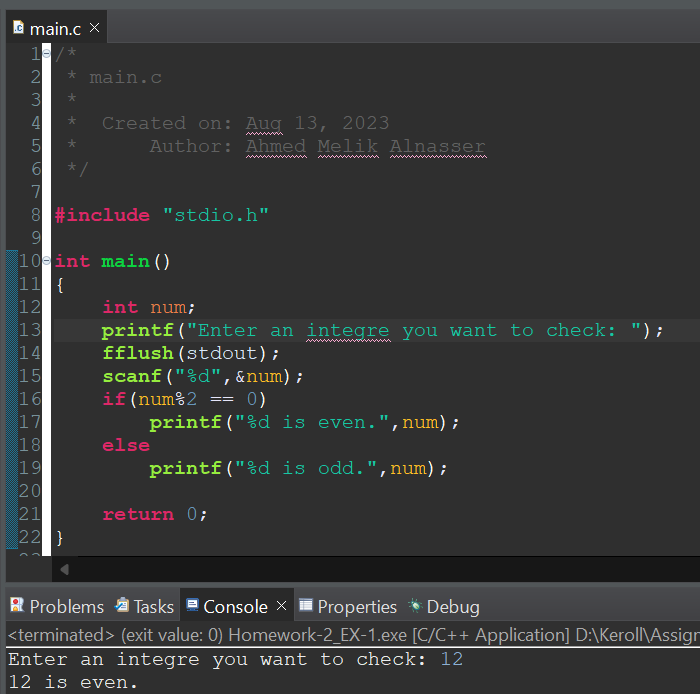 main.c
1 /*
2 * main.c
3 *
4 * Created on: Aug 13, 2023
5 * Author: Ahmed Melik Alnasser
6 */
7
8 #include "stdio.h"
9
10 int main()
11 {
12 int num;
13 printf("Enter an integre you want to check: ");
14 fflush(stdout);
15 scanf("%d",&num);
16 if(num%2 == 0)
17 printf("%d is even.",num);
18 else
19 printf("%d is odd.",num);
20
21 return 0;
22 }
Problems Tasks Console Properties Debug
<terminated> (exit value: 0) Homework-2_EX-1.exe [C/C++ Application] D:\Keroll\Assign
Enter an integre you want to check: 12
12 is even.